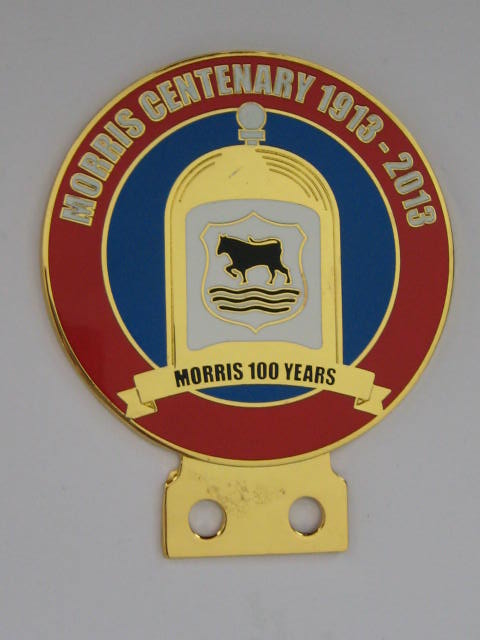 MORRIS CENTENARY 1913 - 2013
MORRIS 100 YEARS